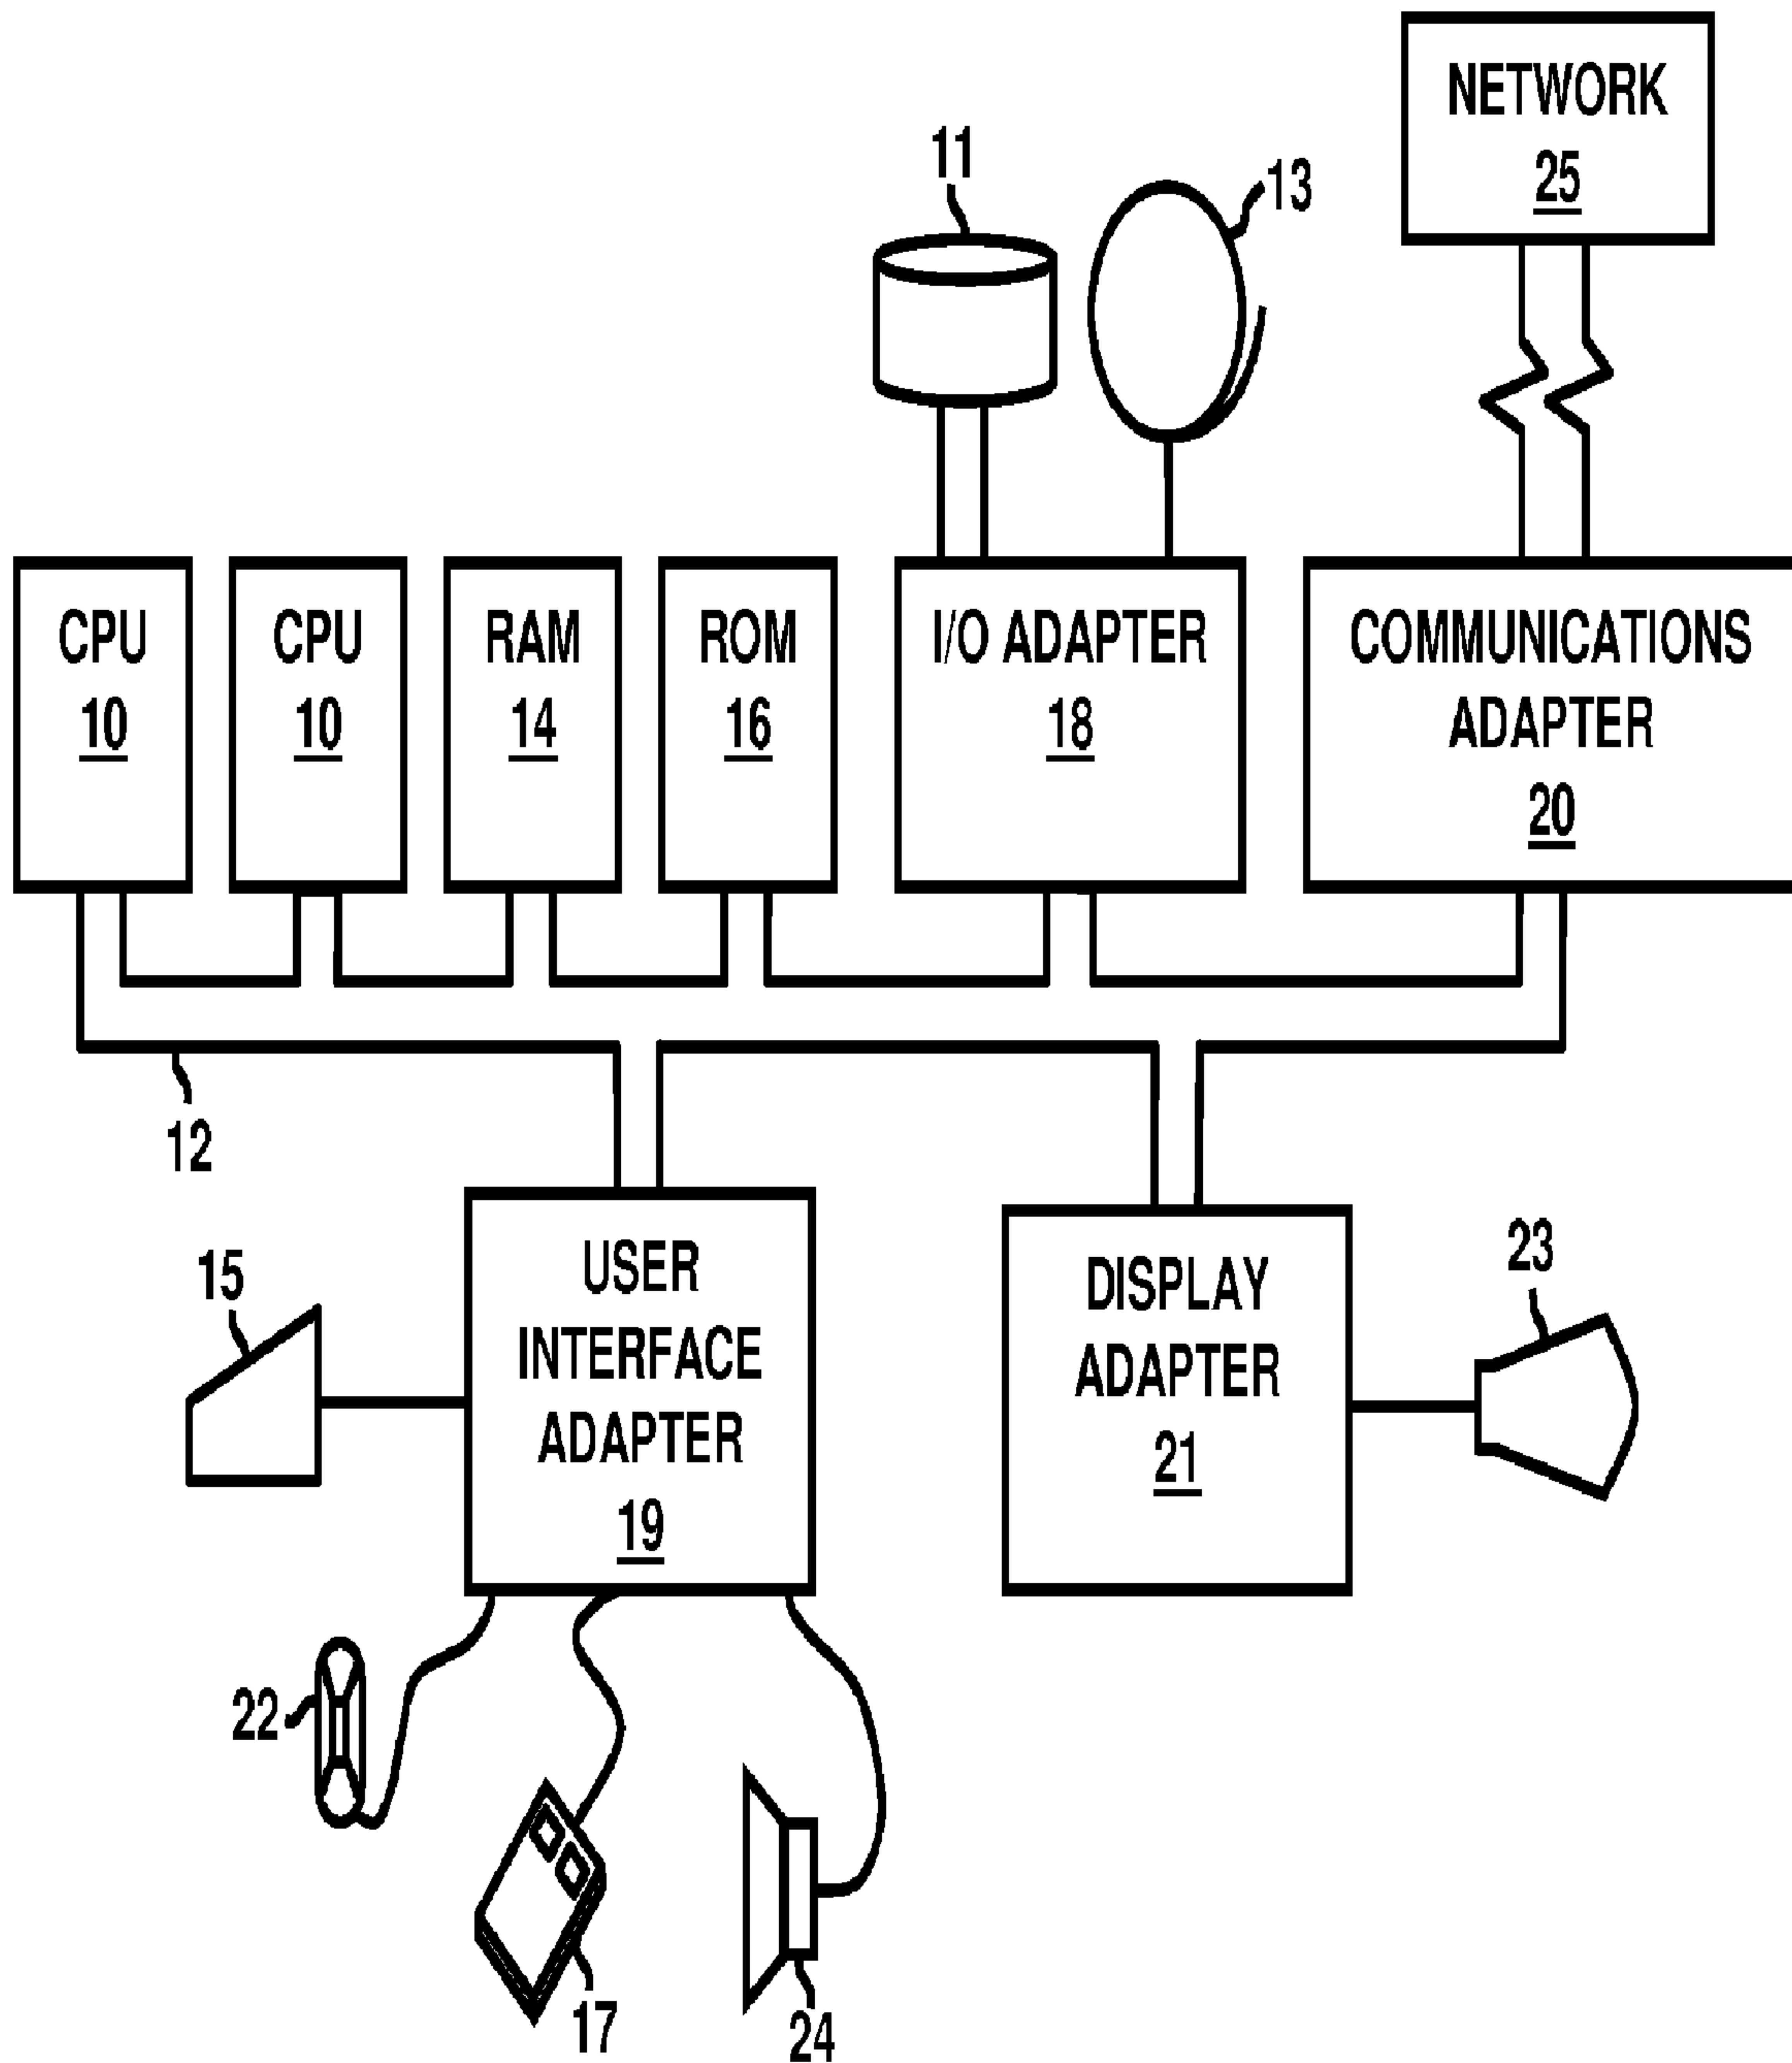 NETWORK
25
11
13
CPU
10
CPU
10
RAM
14
ROM
16
I/O ADAPTER
18
COMMUNICATIONS
ADAPTER
20
12
USER
INTERFACE
ADAPTER
19
DISPLAY
ADAPTER
21
15
23
22
17
24